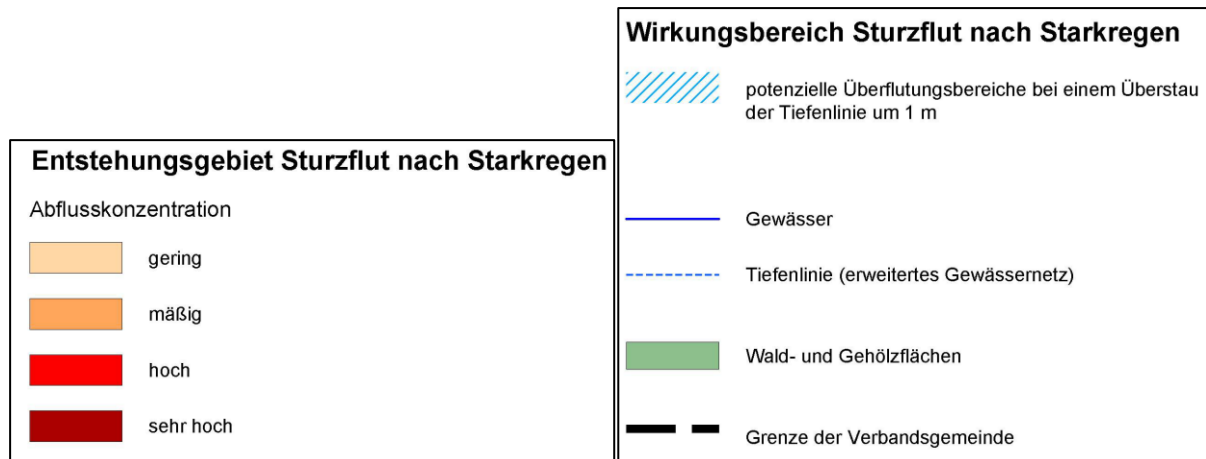 Entstehungsgebiet Sturzflut nach Starkregen
Abflusskonzentration
gering
mäßig
hoch
sehr hoch
Wirkungsbereich Sturzflut nach Starkregen
potenzielle Überflutungsbereiche bei einem Überstau
der Tiefenlinie um 1 m
Gewässer
Tiefenlinie (erweitertes Gewässernetz)
Wald- und Gehölzflächen
Grenze der Verbandsgemeinde